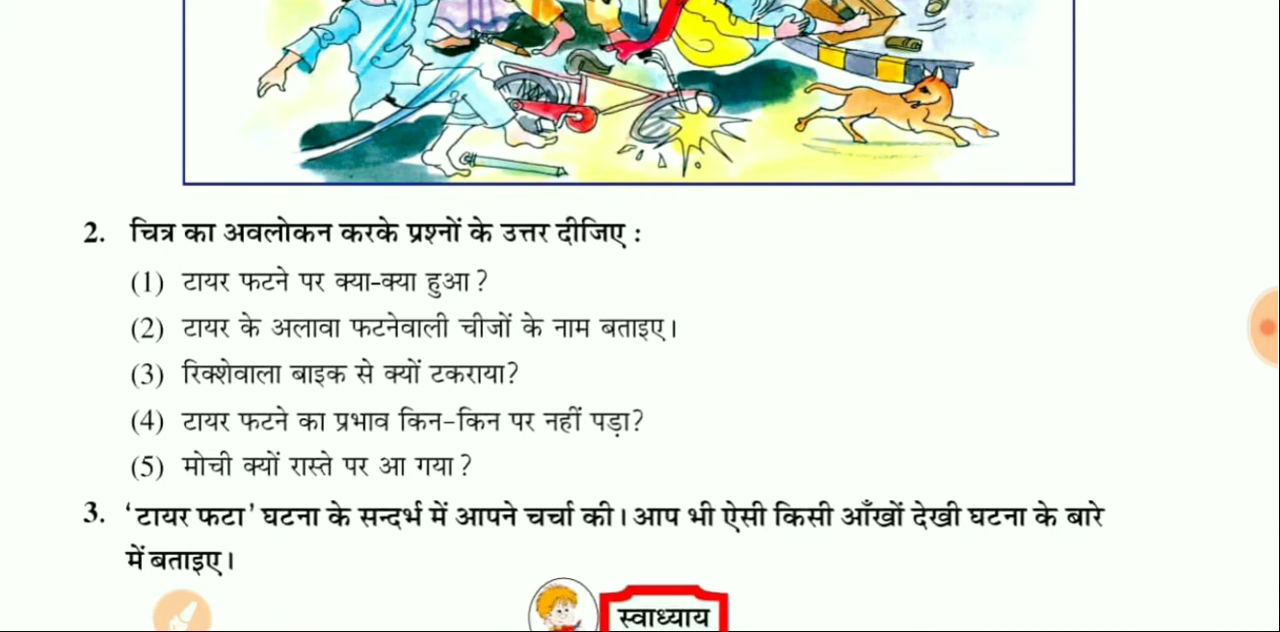 2. चित्र का अवलोकन करके प्रश्नों के उत्तर दीजिए :
(1) टायर फटने पर क्या-क्या हुआ ?
(2) टायर के अलावा फटनेवाली चीजों के नाम बताइए।
(3) रिक्शेवाला बाइक से क्यों टकराया?
(4) टायर फटने का प्रभाव किन-किन पर नहीं पड़ा?
(5) मोची क्यों रास्ते पर आ गया ?
3. 'टायर फटा' घटना के सन्दर्भ में आपने चर्चा की। आप भी ऐसी किसी आँखों देखी घटना के बारे
में बताइए।
स्वाध्याय